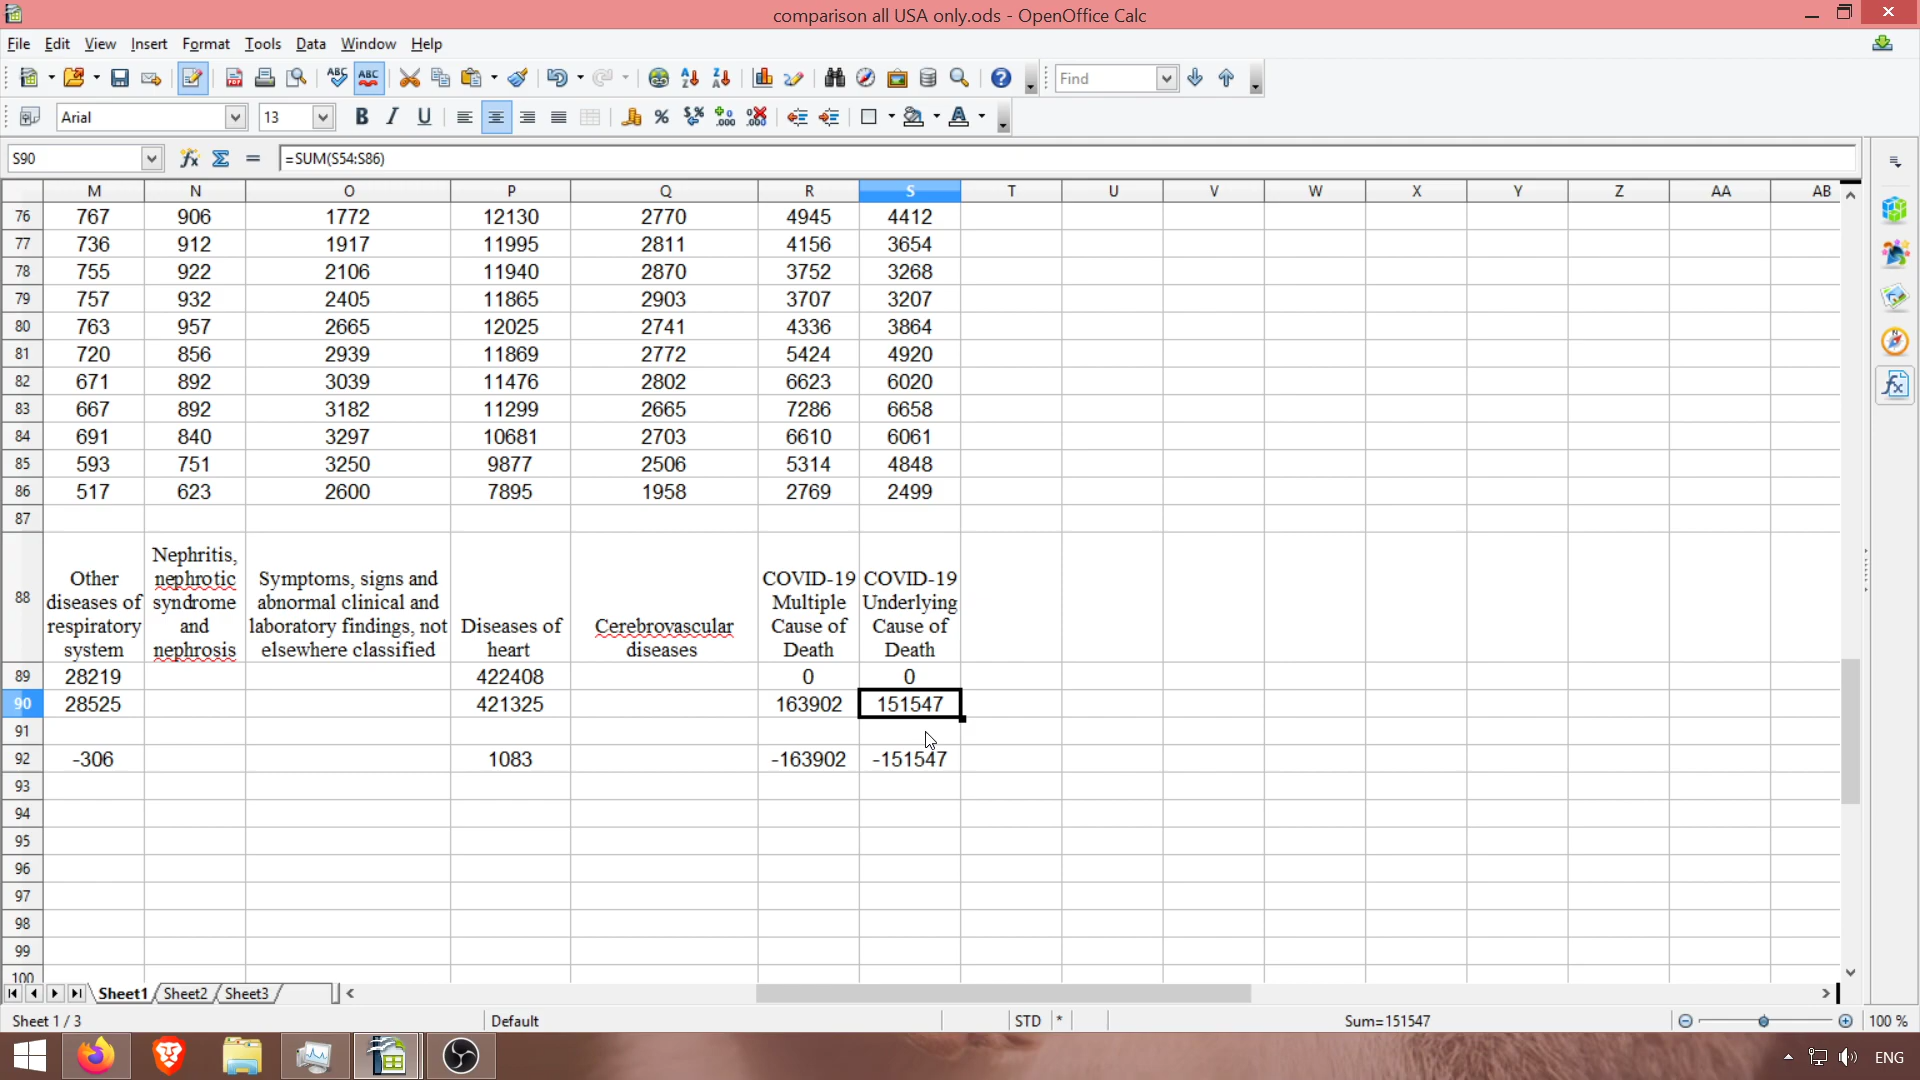 comparison all USA only.ods - OpenOffice Calc
File Edit View Insert Format Tools Data Window Help
Find
Arial 13
S90 =SUM(S54:S86)
M N O P Q R S T U V W X Y Z AA AB
76 767 906 1772 12130 2770 4945 4412
77 736 912 1917 11995 2811 4156 3654
78 755 922 2106 11940 2870 3752 3268
79 757 932 2405 11865 2903 3707 3207
80 763 957 2665 12025 2741 4336 3864
81 720 856 2939 11869 2772 5424 4920
82 671 892 3039 11476 2802 6623 6020
83 667 892 3182 11299 2665 7286 6658
84 691 840 3297 10681 2703 6610 6061
85 593 751 3250 9877 2506 5314 4848
86 517 623 2600 7895 1958 2769 2499
87
88
Other
diseases of
respiratory
system
Nephritis,
nephrotic
syndrome
and
nephrosis
Symptoms, signs and
abnormal clinical and
laboratory findings, not
elsewhere classified
Diseases of
heart
Cerebrovascular
diseases
COVID-19
Multiple
Cause of
Death
COVID-19
Underlying
Cause of
Death
89 28219 422408 0 0
90 28525 421325 163902 151547
91
92 -306 1083 -163902 -151547
93
94
95
96
97
98
99
100
Sheet1 Sheet2 Sheet3
Sheet 1 / 3 Default STD * Sum=151547 100 %
ENG